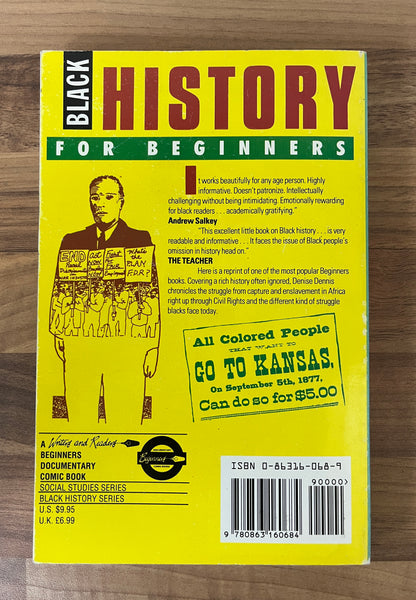 BLACK
HISTORY
FOR BEGINNERS
It works beautifully for any age person. Highly
informative. Doesn't patronize. Intellectually
challenging without being intimidating. Emotionally rewarding
for black readers . . . academically gratifying."
Andrew Salkey
"This excellent little book on Black history . . . is very
readable and informative . . . It faces the issue of Black people's
omission in history head on."
THE TEACHER
Here is a reprint of one of the most popular Beginners
books. Covering a rich history often ignored, Denise Dennis
chronicles the struggle from capture and enslavement in Africa
right up through Civil Rights and the different kind of struggle
blacks face today.
END
Racial
What's
the
PLAY
F.D.R?
All Colored People
THAT WANT TO
GO TO KANSAS,
On September 5th, 1877,
Can do so for $5.00
A Writers and Readers
BEGINNERS
DOCUMENTARY
COMIC BOOK
SOCIAL STUDIES SERIES
BLACK HISTORY SERIES
U.S. $9.95
U.K. £6.99
Beginners
ISBN 0-86316-068-9
90000>
9 780863 160684